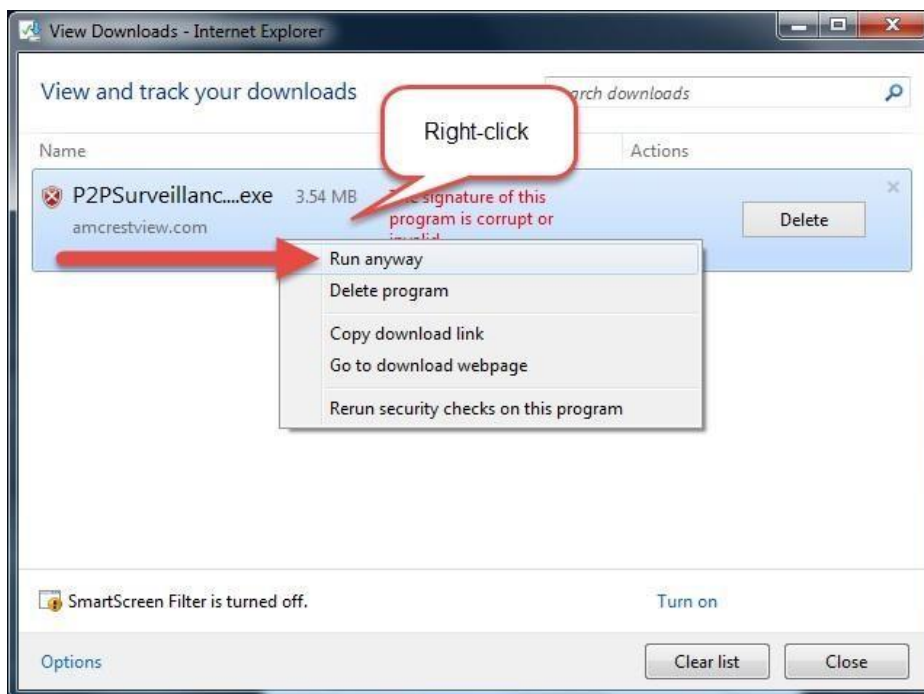 View Downloads - Internet Explorer
View and track your downloads
arch downloads
Right-click
Name
Actions
P2PSurveillanc....exe 3.54 MB
signature of this
program is corrupt or
amcrestview.com
Delete
Run anyway
Delete program
Copy download link
Go to download webpage
Rerun security checks on this program
SmartScreen Filter is turned off.
Turn on
Options
Clear list
Close